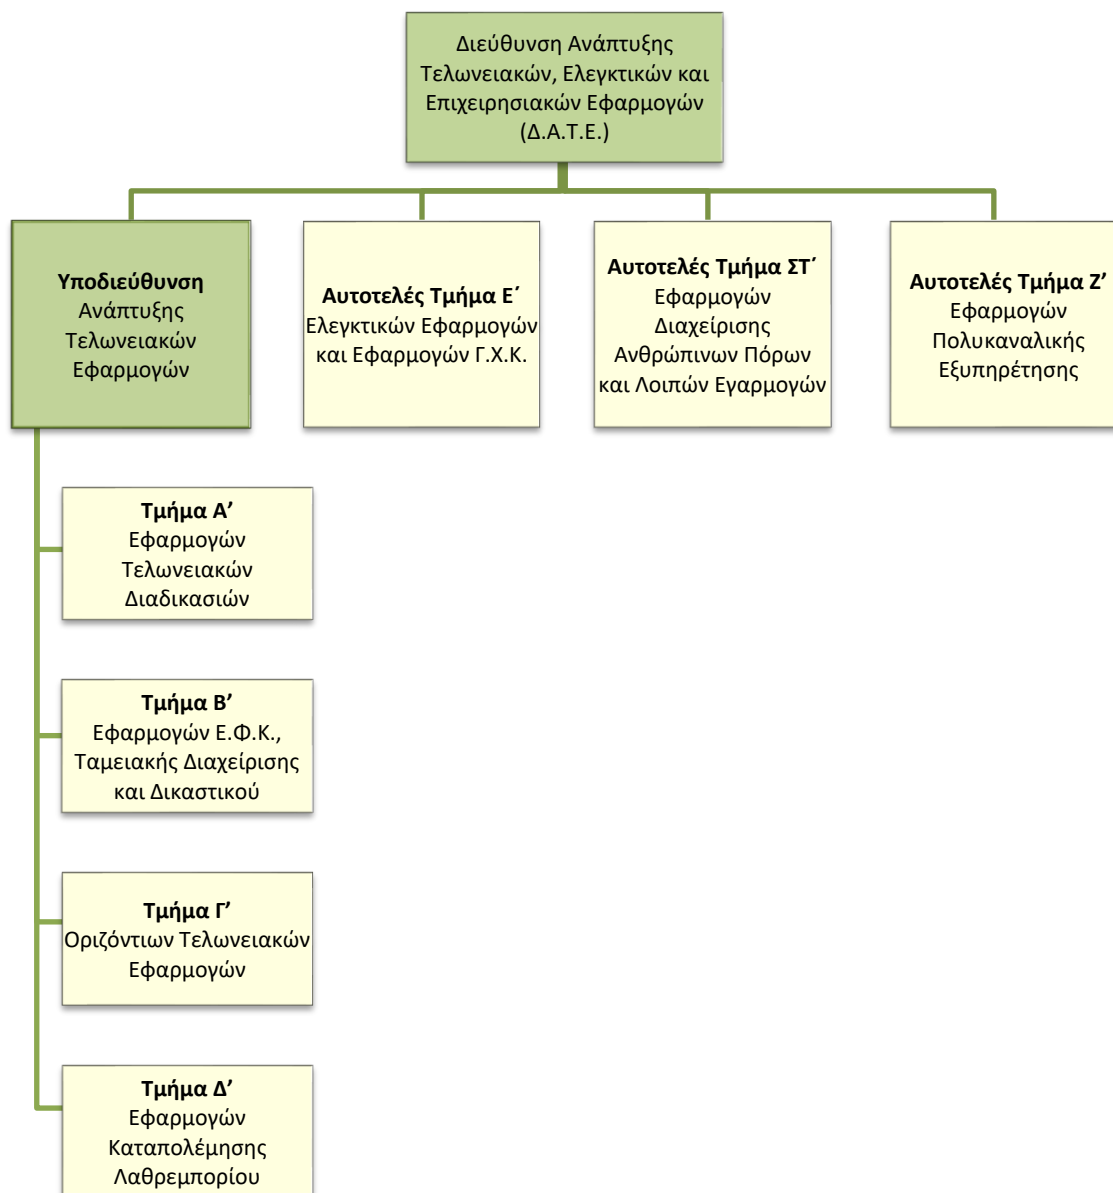 Διεύθυνση Ανάπτυξης
Τελωνειακών, Ελεγκτικών και
Επιχειρησιακών Εφαρμογών
(Δ.Α.Τ.Ε.)
Υποδιεύθυνση
Ανάπτυξης
Τελωνειακών
Εφαρμογών
Αυτοτελές Τμήμα Ε΄
Ελεγκτικών Εφαρμογών
και Εφαρμογών Γ.Χ.Κ.
Αυτοτελές Τμήμα ΣΤ΄
Εφαρμογών
Διαχείρισης
Ανθρώπινων Πόρων
και Λοιπών Εγαρμογών
Αυτοτελές Τμήμα Ζ’
Εφαρμογών
Πολυκαναλικής
Εξυπηρέτησης
Τμήμα Α’
Εφαρμογών
Τελωνειακών
Διαδικασιών
Τμήμα Β’
Εφαρμογών Ε.Φ.Κ.,
Ταμειακής Διαχείρισης
και Δικαστικού
Τμήμα Γ’
Οριζόντιων Τελωνειακών
Εφαρμογών
Τμήμα Δ’
Εφαρμογών
Καταπολέμησης
Λαθρεμπορίου